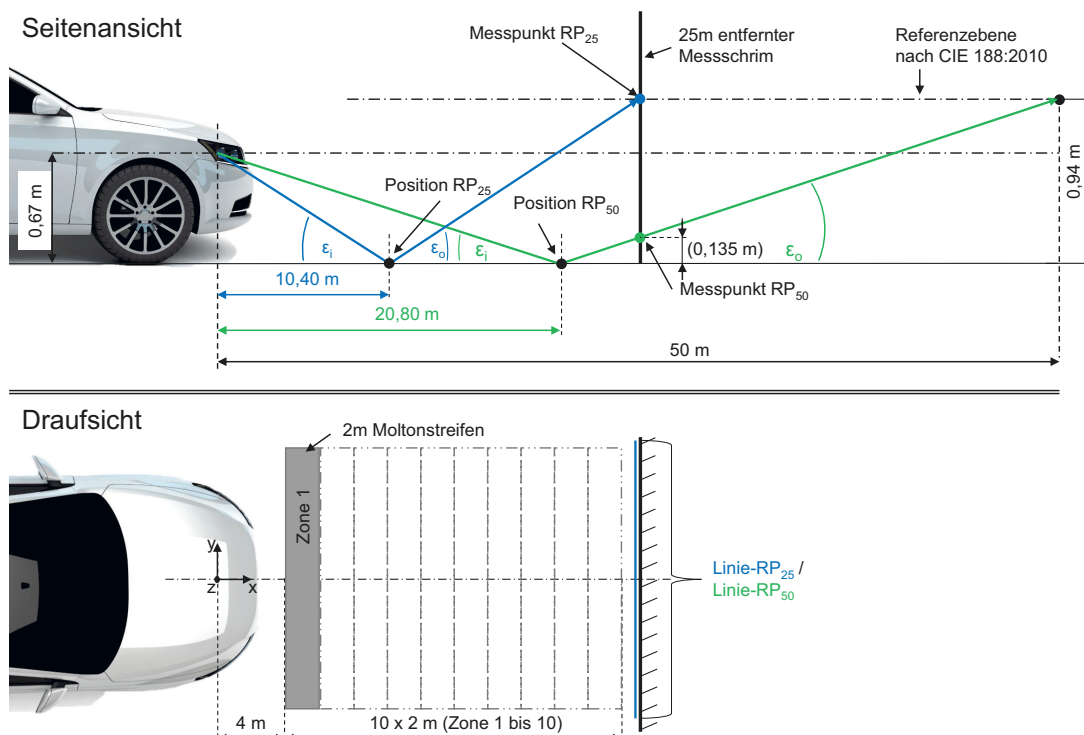 Seitenansicht
Messpunkt RP25
25m entfernter
Messschrim
Referenzebene
nach CIE 188:2010
0,67 m
Position RP25
Position RP50
0,94 m
εi
εo
εi
(0,135 m)
εo
10,40 m
Messpunkt RP50
20,80 m
50 m
Draufsicht
2m Moltonstreifen
Zone 1
y
z
x
Linie-RP25 /
Linie-RP50
4 m
10 x 2 m (Zone 1 bis 10)